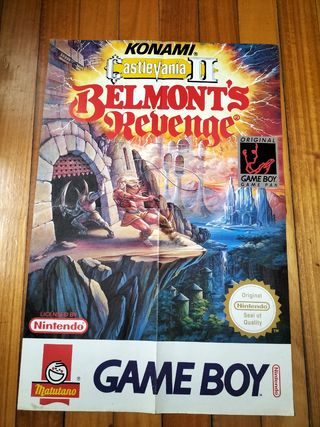 KONAMI
Castlevania II
BELMONT'S
Revenge
ORIGINAL
GAME BOY
GAME PAK
Original
Nintendo
Seal of
Quality
LICENSED BY
Nintendo
Matutano
GAME BOY
Nintendo